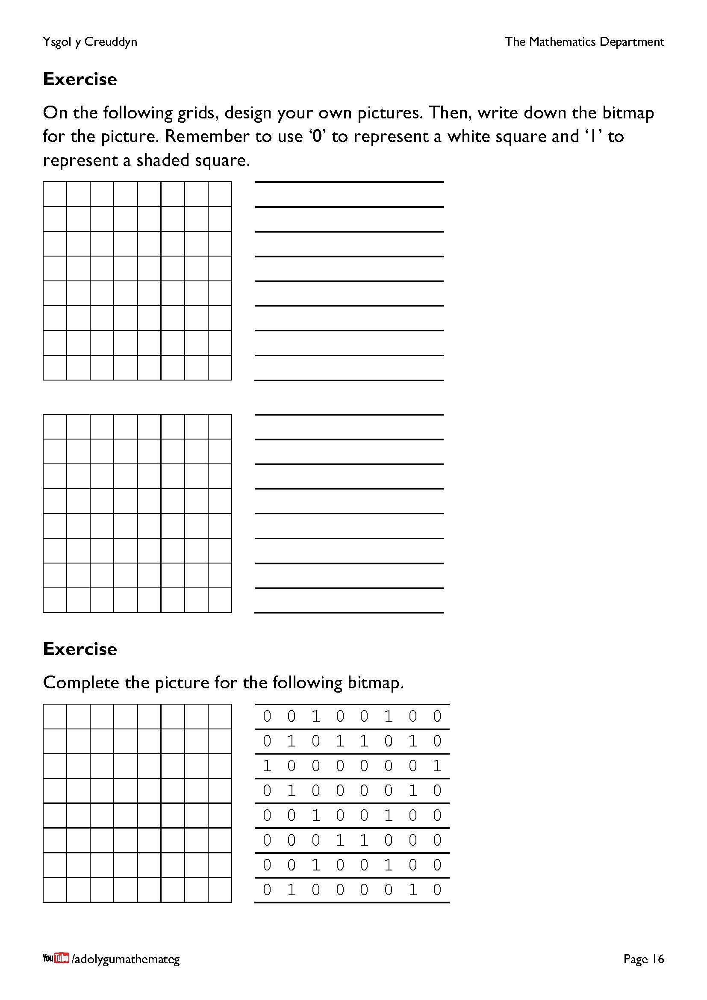 Ysgol y Creuddyn
The Mathematics Department
Exercise
On the following grids, design your own pictures. Then, write down the bitmap
for the picture. Remember to use ‘0’ to represent a white square and ‘1’ to
represent a shaded square.
Exercise
Complete the picture for the following bitmap.
0 0 1 0 0 1 0 0
0 1 0 1 1 0 1 0
1 0 0 0 0 0 0 1
0 1 0 0 0 0 1 0
0 0 1 0 0 1 0 0
0 0 0 1 1 0 0 0
0 0 1 0 0 1 0 0
0 1 0 0 0 0 1 0
YouTube/adolygumathemateg
Page 16